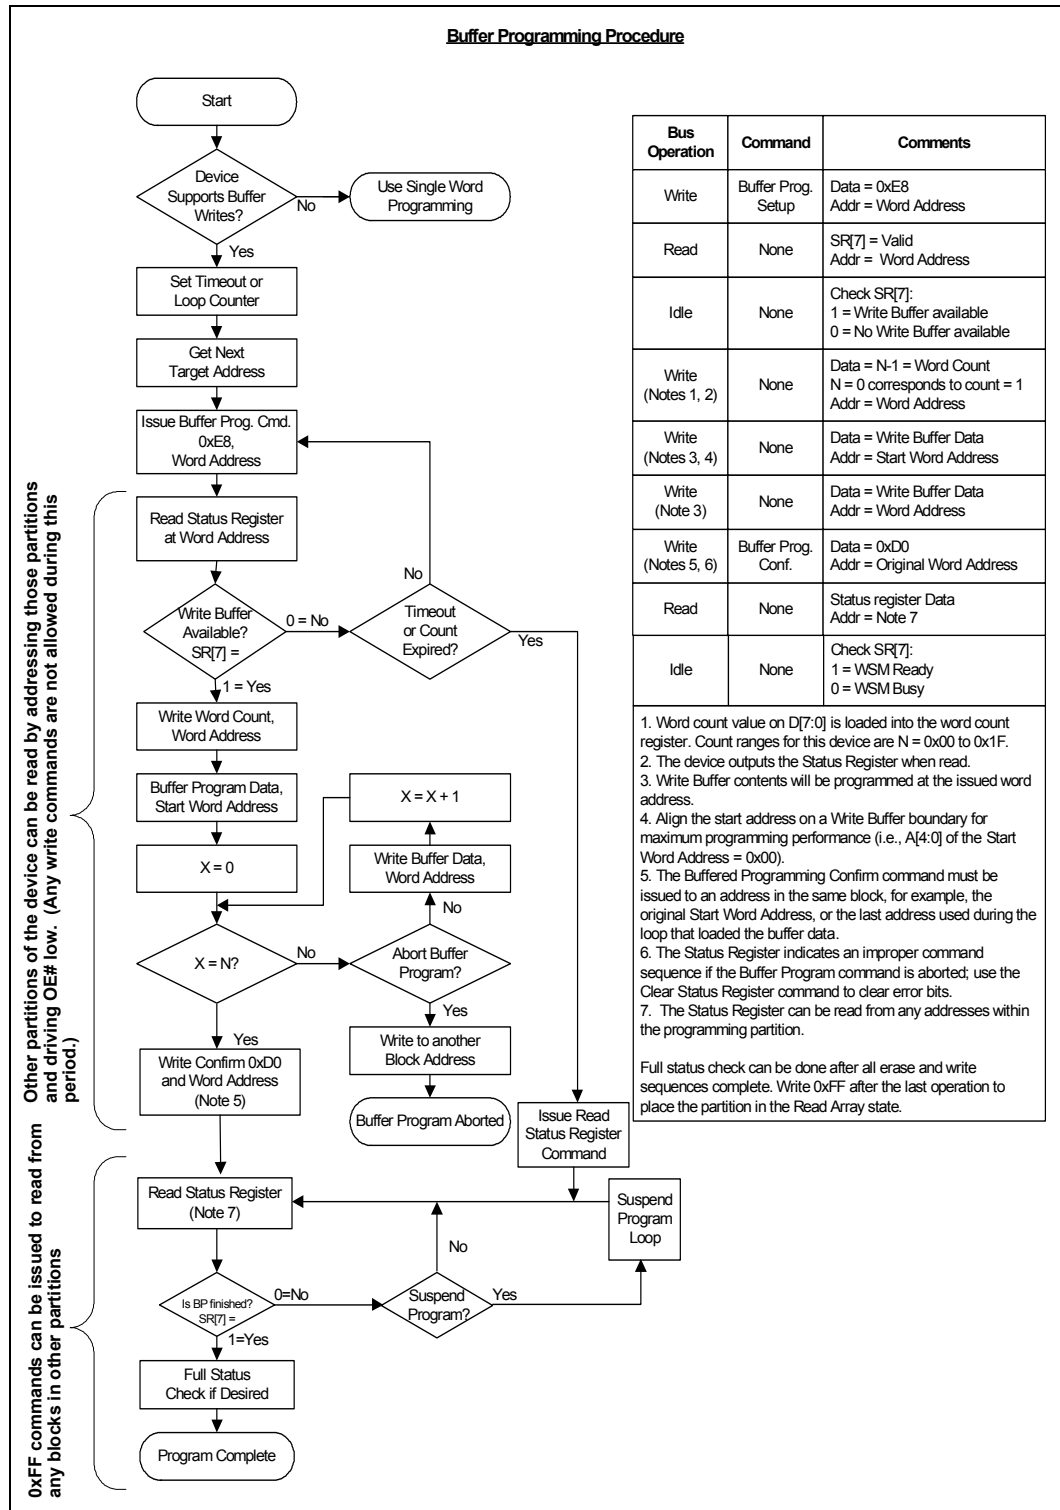 Buffer Programming Procedure
Start
Device
Supports Buffer
Writes?
No
Use Single Word
Programming
Yes
Set Timeout or
Loop Counter
Get Next
Target Address
Issue Buffer Prog. Cmd.
0xE8,
Word Address
Read Status Register
at Word Address
No
Write Buffer
Available?
SR[7] =
0 = No
Timeout
or Count
Expired?
Yes
1 = Yes
Write Word Count,
Word Address
Buffer Program Data,
Start Word Address
X = X + 1
X = 0
Write Buffer Data,
Word Address
No
X = N?
No
Abort Buffer
Program?
Yes
Yes
Write Confirm 0xD0
and Word Address
(Note 5)
Write to another
Block Address
Buffer Program Aborted
Issue Read
Status Register
Command
Read Status Register
(Note 7)
Suspend
Program
Loop
No
Is BP finished?
SR[7] =
0=No
Suspend
Program?
Yes
1=Yes
Full Status
Check if Desired
Program Complete
Other partitions of the device can be read by addressing those partitions
and driving OE# low. (Any write commands are not allowed during this
period.)
0xFF commands can be issued to read from
any blocks in other partitions
Bus
Operation
Command
Comments
Write
Buffer Prog.
Setup
Data = 0xE8
Addr = Word Address
Read
None
SR[7] = Valid
Addr = Word Address
Idle
None
Check SR[7]:
1 = Write Buffer available
0 = No Write Buffer available
Write
(Notes 1, 2)
None
Data = N-1 = Word Count
N = 0 corresponds to count = 1
Addr = Word Address
Write
(Notes 3, 4)
None
Data = Write Buffer Data
Addr = Start Word Address
Write
(Note 3)
None
Data = Write Buffer Data
Addr = Word Address
Write
(Notes 5, 6)
Buffer Prog.
Conf.
Data = 0xD0
Addr = Original Word Address
Read
None
Status register Data
Addr = Note 7
Idle
None
Check SR[7]:
1 = WSM Ready
0 = WSM Busy
1. Word count value on D[7:0] is loaded into the word count
register. Count ranges for this device are N = 0x00 to 0x1F.
2. The device outputs the Status Register when read.
3. Write Buffer contents will be programmed at the issued word
address.
4. Align the start address on a Write Buffer boundary for
maximum programming performance (i.e., A[4:0] of the Start
Word Address = 0x00).
5. The Buffered Programming Confirm command must be
issued to an address in the same block, for example, the
original Start Word Address, or the last address used during the
loop that loaded the buffer data.
6. The Status Register indicates an improper command
sequence if the Buffer Program command is aborted; use the
Clear Status Register command to clear error bits.
7. The Status Register can be read from any addresses within
the programming partition.
Full status check can be done after all erase and write
sequences complete. Write 0xFF after the last operation to
place the partition in the Read Array state.